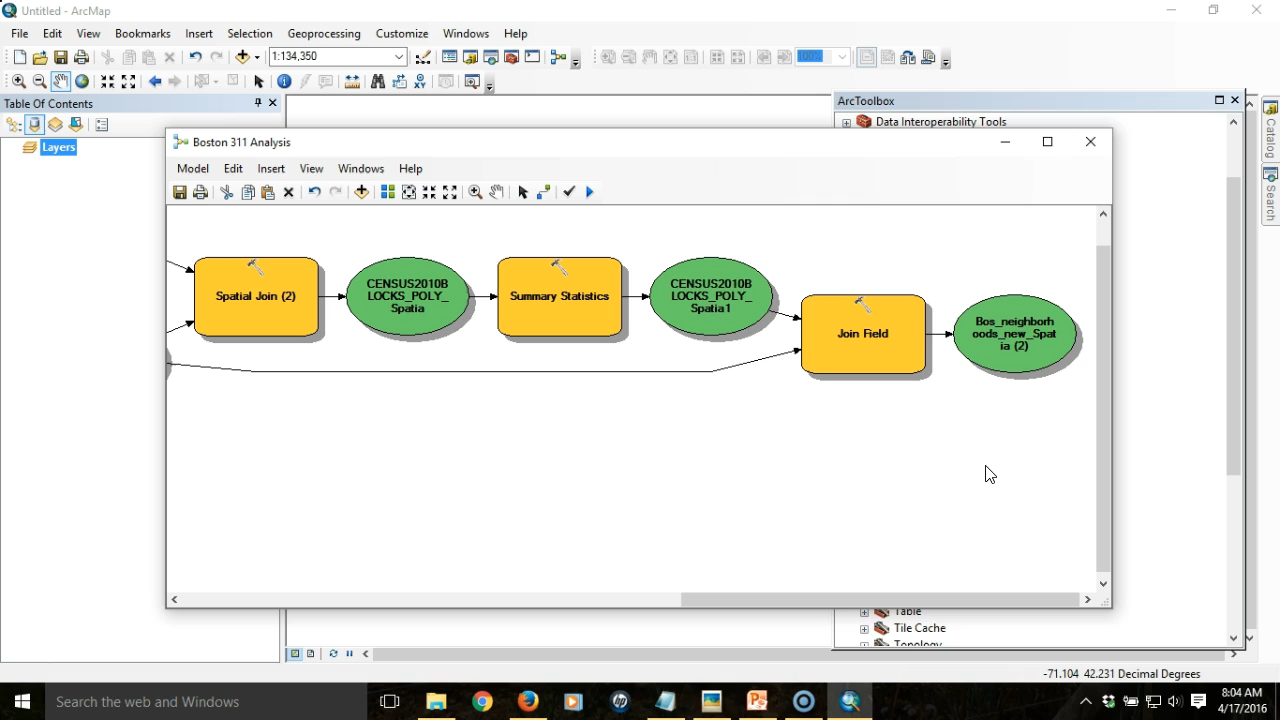 Untitled - ArcMap
File Edit View Bookmarks Insert Selection Geoprocessing Customize Windows Help
1:134,350
100%
Table Of Contents
Layers
ArcToolbox
Data Interoperability Tools
Catalog
Search
Boston 311 Analysis
Model Edit Insert View Windows Help
Spatial Join (2)
CENSUS2010B
LOCKS_POLY_
Spatia
Summary Statistics
CENSUS2010B
LOCKS_POLY_
Spatia1
Join Field
Bos_neighborh
oods_new_Spat
ia (2)
Table
Tile Cache
Topology
-71.104 42.231 Decimal Degrees
Search the web and Windows
8:04 AM
4/17/2016